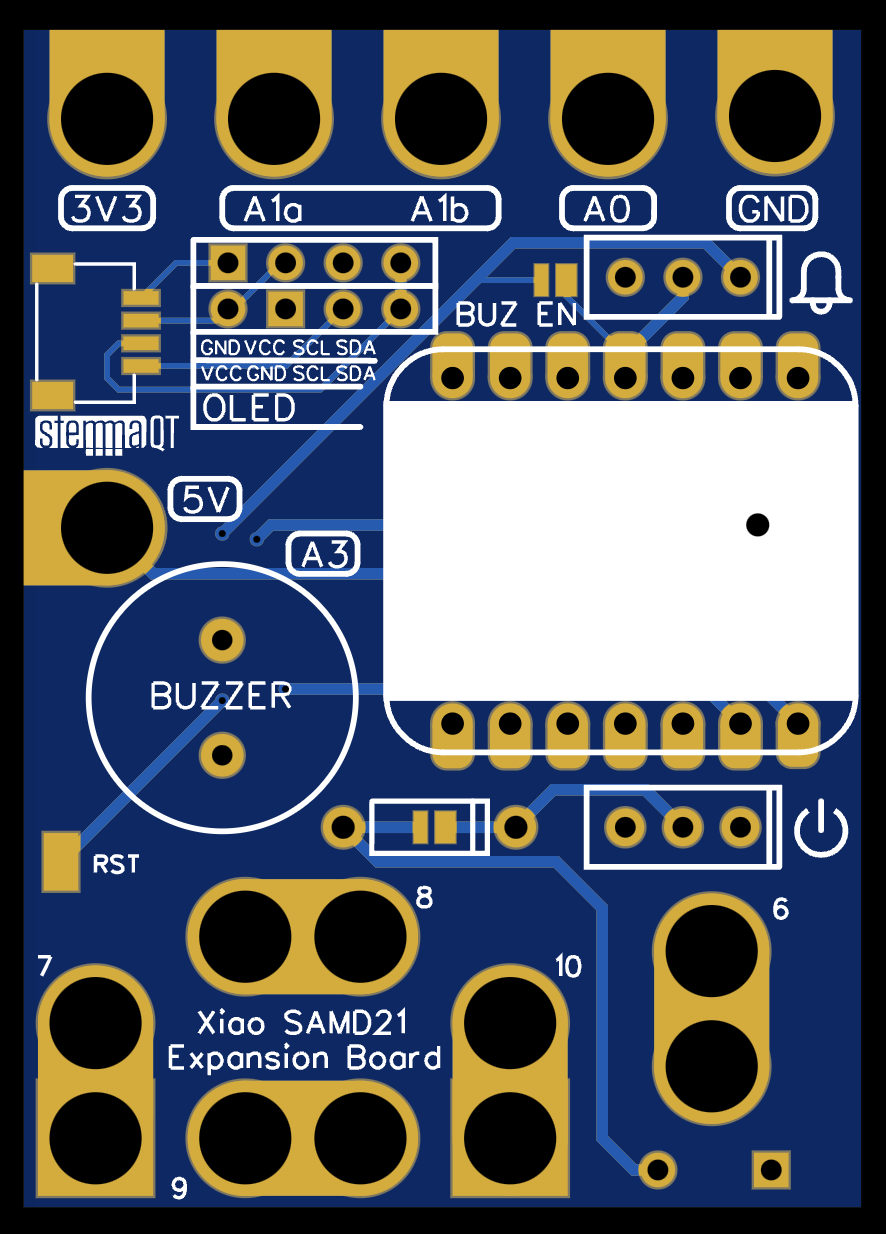 3V3
A1a A1b
A0
GND
BUZ EN
GND VCC SCL SDA
VCC GND SCL SDA
OLED
stemmaQT
5V
A3
BUZZER
RST
8
6
7
10
Xiao SAMD21
Expansion Board
9